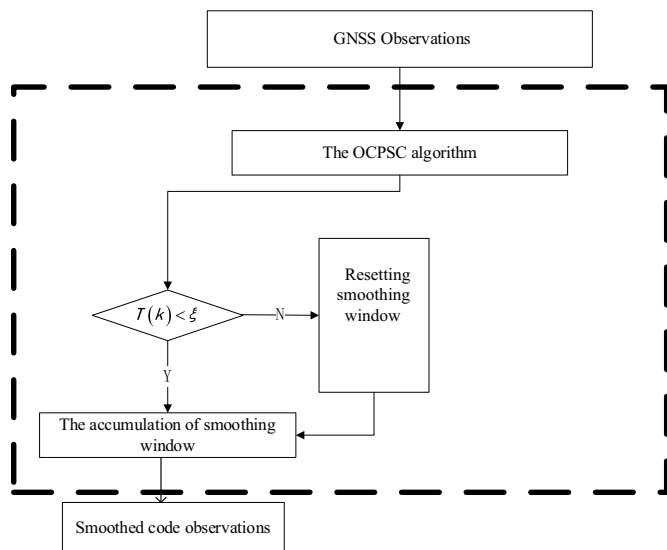 GNSS Observations
The OCPSC algorithm
Resetting
smoothing
window
T(k)<ξ
N
Y
The accumulation of smoothing
window
Smoothed code observations